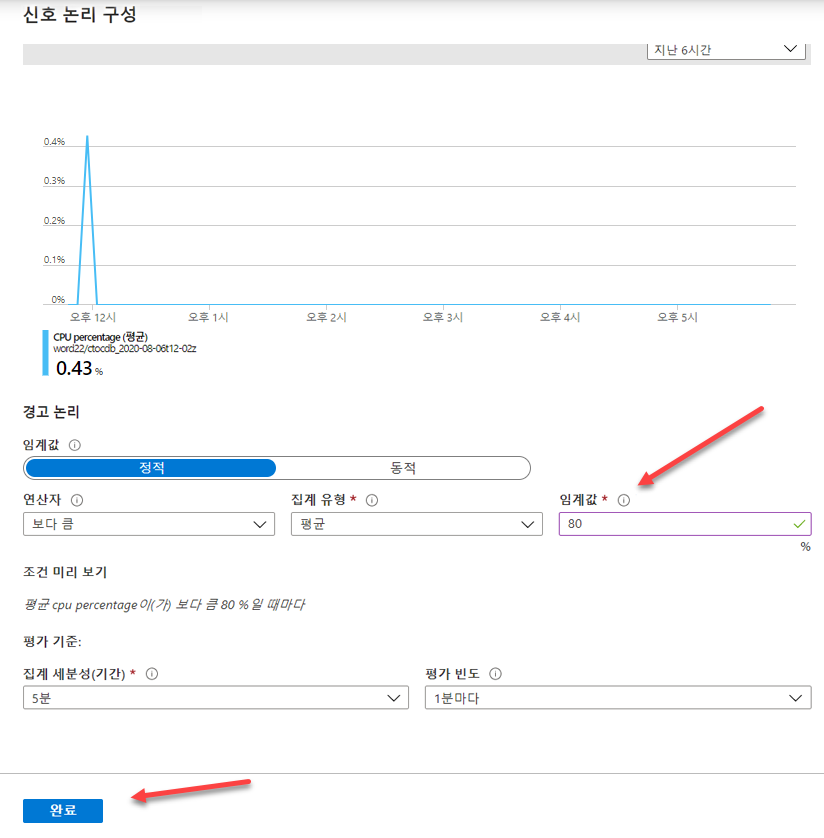 신호 논리 구성
지난 6시간
0.4%
0.3%
0.2%
0.1%
0%
오후 12시 오후 1시 오후 2시 오후 3시 오후 4시 오후 5시
CPU percentage (평균)
word22/ctocdb_2020-08-06t12-02z
0.43 %
경고 논리
임계값
정적 동적
연산자 집계 유형 * 임계값 *
보다 큼 평균 80
%
조건 미리 보기
평균 cpu percentage이(가) 보다 큼 80 %일 때마다
평가 기준:
집계 세분성(기간) * 평가 빈도
5분 1분마다
완료